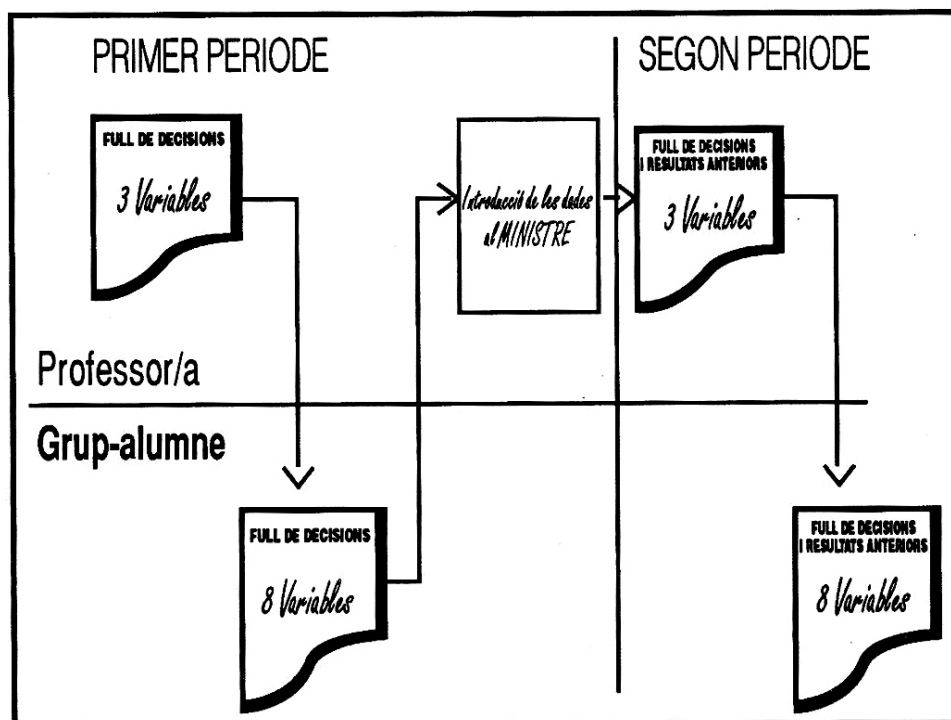 PRIMER PERIODE
SEGON PERIODE
FULL DE DECISIONS
3 Variables
Introducció de les dades
al MINISTRE
FULL DE DECISIONS
I RESULTATS ANTERIORS
3 Variables
Professor/a
Grup-alumne
FULL DE DECISIONS
8 Variables
FULL DE DECISIONS
I RESULTATS ANTERIORS
8 Variables